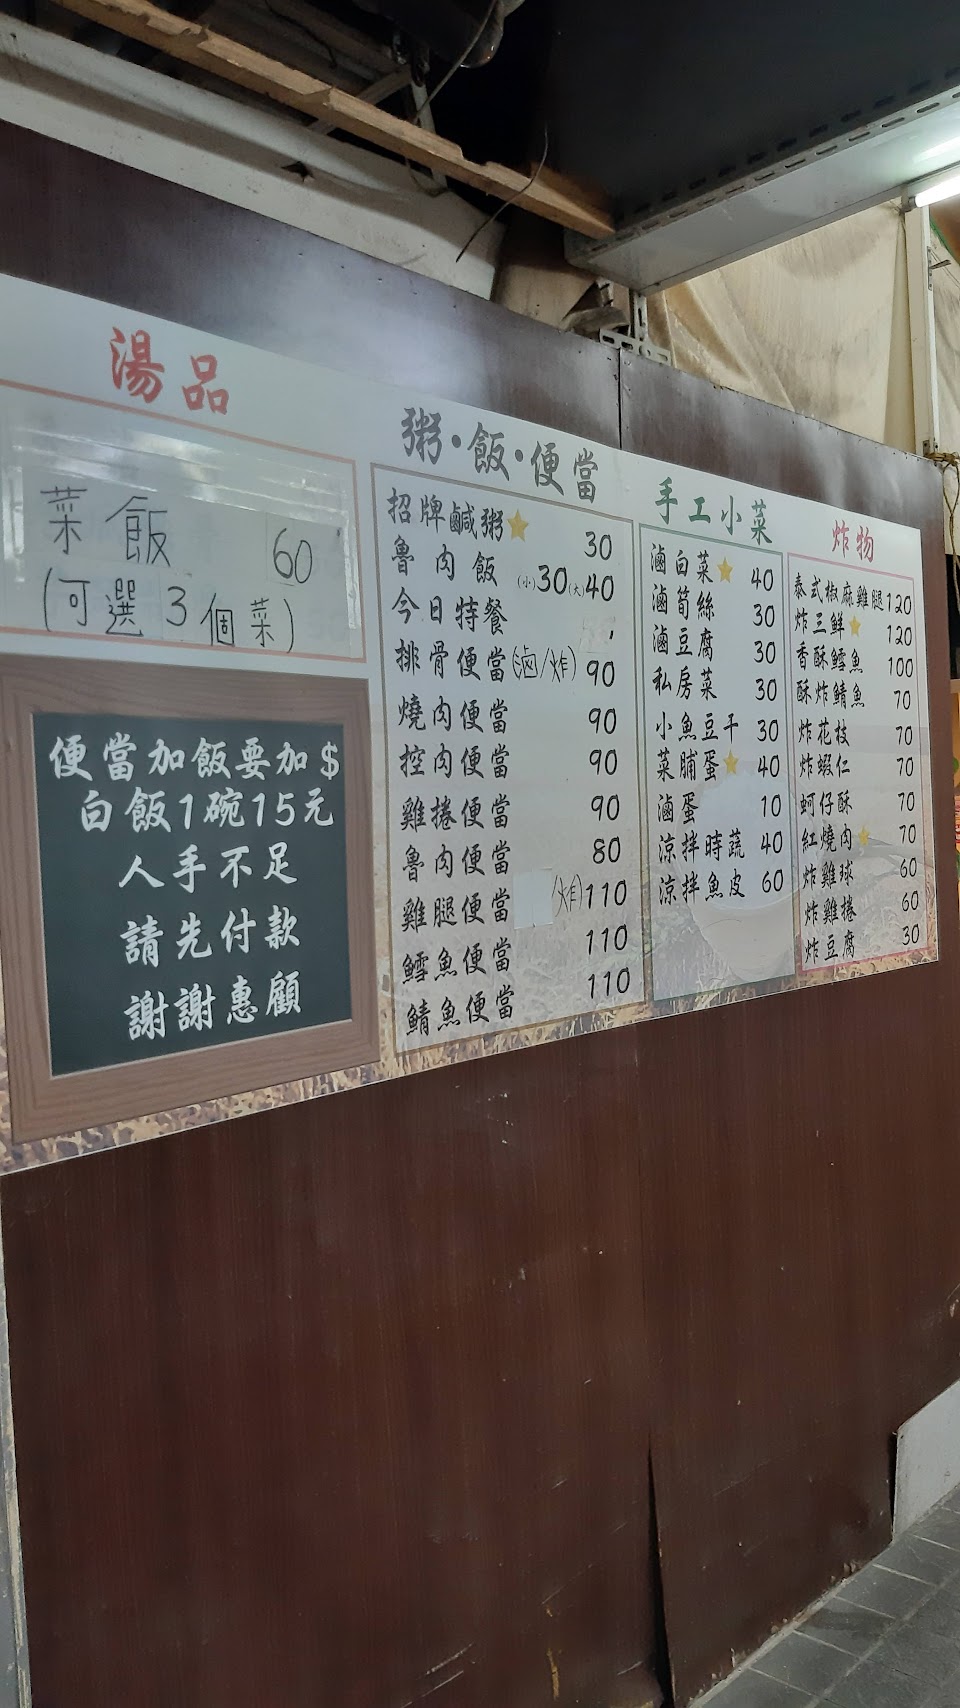 湯品
菜飯 60
(可選3個菜)
便當加飯要加$
白飯1碗15元
人手不足
請先付款
謝謝惠顧
粥·飯·便當
招牌鹹粥 30
魯肉飯 (小)30(大)40
今日特餐
排骨便當(滷/炸) 90
燒肉便當 90
控肉便當 90
雞捲便當 90
魯肉便當 80
雞腿便當 (炸)110
鱈魚便當 110
鯖魚便當 110
手工小菜
滷白菜 40
滷筍絲 30
滷豆腐 30
私房菜 30
小魚豆干 30
菜脯蛋 40
滷蛋 10
涼拌時蔬 40
涼拌魚皮 60
炸物
泰式椒麻雞腿 120
炸三鮮 120
香酥鱈魚 100
酥炸鯖魚 70
炸花枝 70
炸蝦仁 70
蚵仔酥 70
紅燒肉 70
炸雞球 60
炸雞捲 60
炸豆腐 30